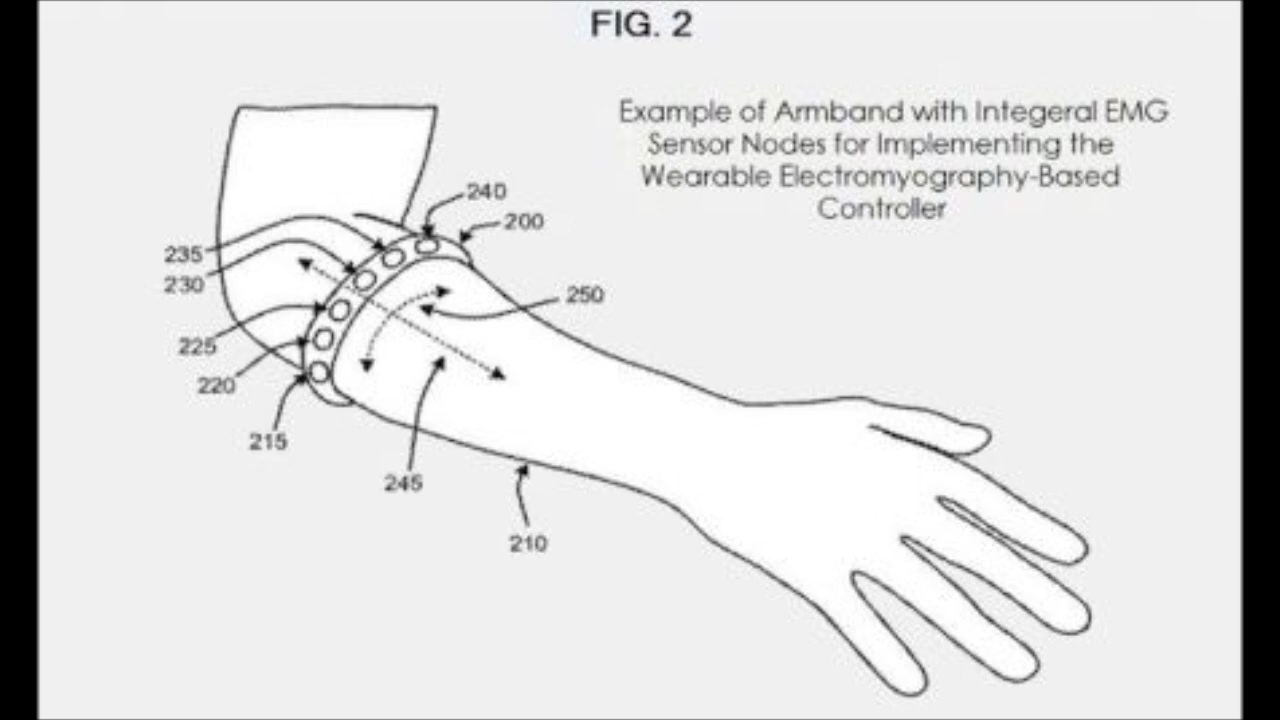 FIG. 2
Example of Armband with Integeral EMG
Sensor Nodes for Implementing the
Wearable Electromyography-Based
Controller
240
200
235
230
250
225
220
215
245
210